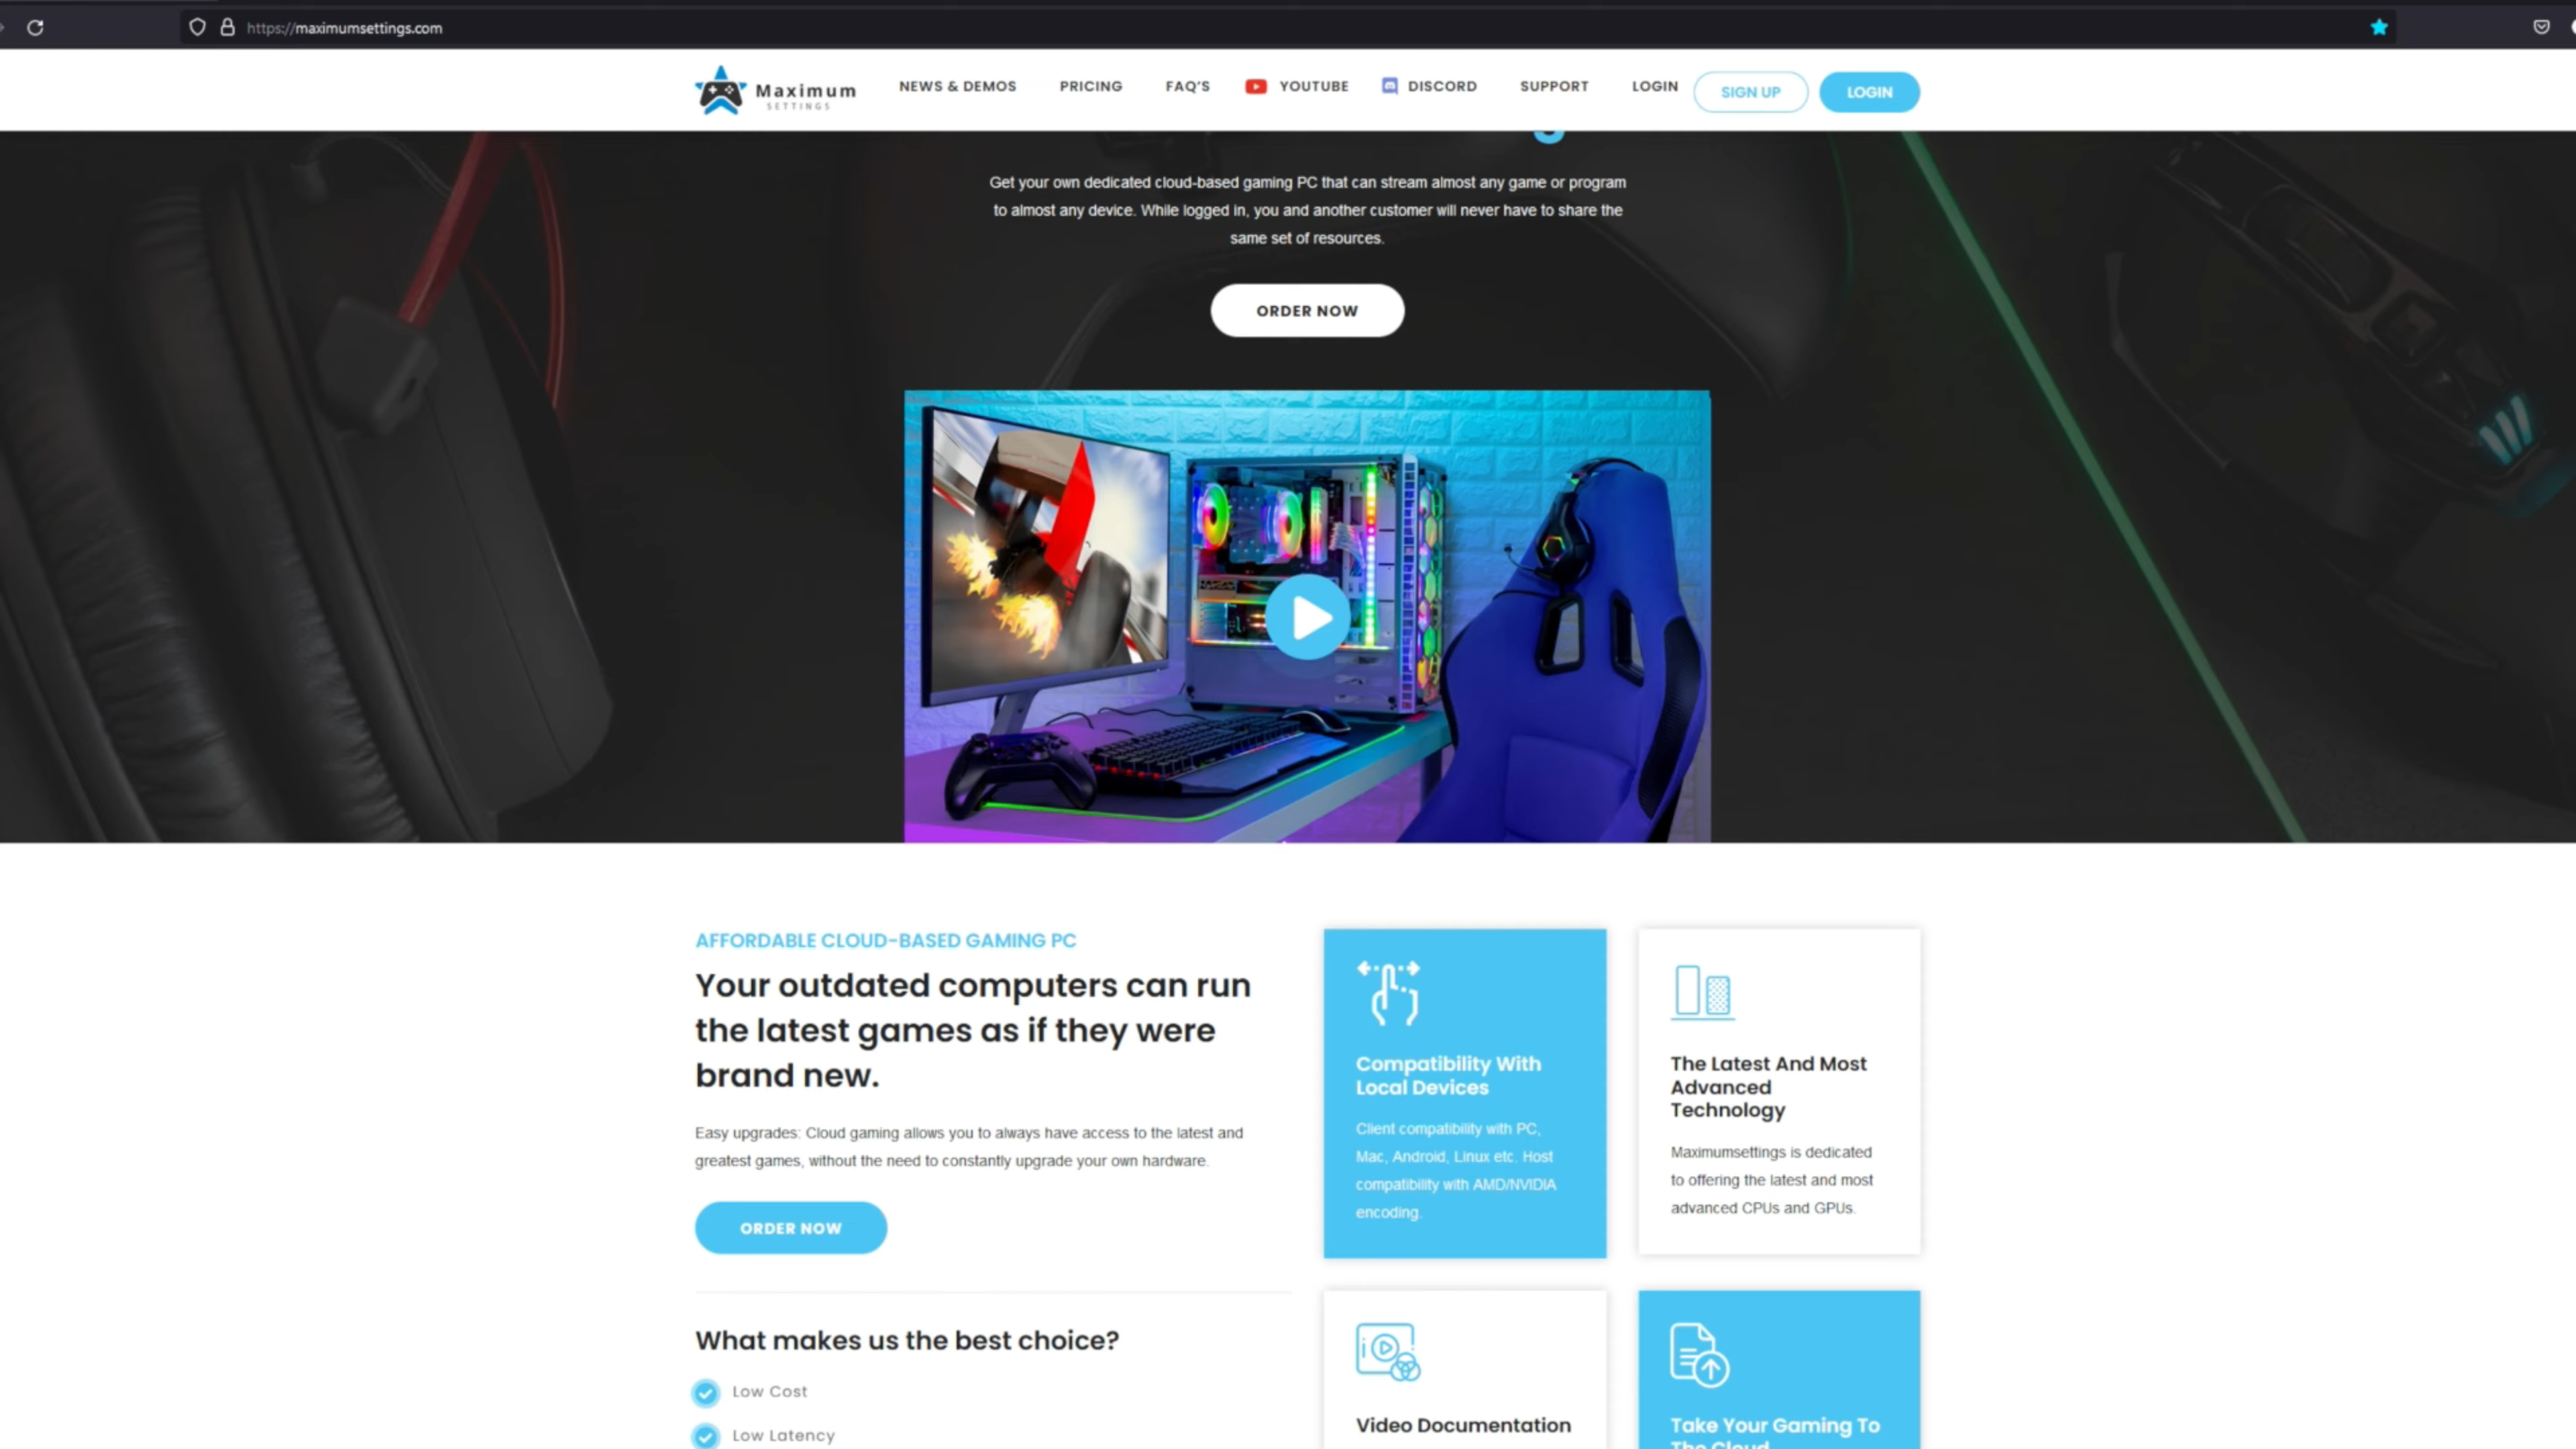 https://maximumsettings.com
Maximum
SETTINGS
NEWS & DEMOS
PRICING
FAQ'S
YOUTUBE
DISCORD
SUPPORT
LOGIN
SIGN UP
LOGIN
Get your own dedicated cloud-based gaming PC that can stream almost any game or program
to almost any device. While logged in, you and another customer will never have to share the
same set of resources.
ORDER NOW
AFFORDABLE CLOUD-BASED GAMING PC
Your outdated computers can run
the latest games as if they were
brand new.
Easy upgrades: Cloud gaming allows you to always have access to the latest and
greatest games, without the need to constantly upgrade your own hardware.
ORDER NOW
What makes us the best choice?
Low Cost
Low Latency
Compatibility With
Local Devices
Client compatibility with PC,
Mac, Android, Linux etc. Host
compatibility with AMD/NVIDIA
encoding.
The Latest And Most
Advanced
Technology
Maximumsettings is dedicated
to offering the latest and most
advanced CPUs and GPUs.
Video Documentation
Take Your Gaming To
The Cloud